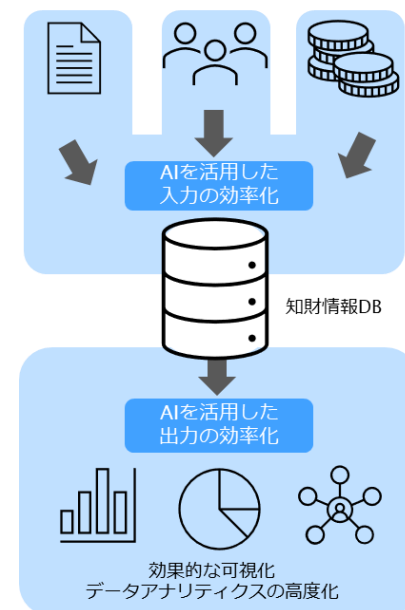 AIを活用した
入力の効率化
知財情報DB
AIを活用した
出力の効率化
効果的な可視化
データアナリティクスの高度化